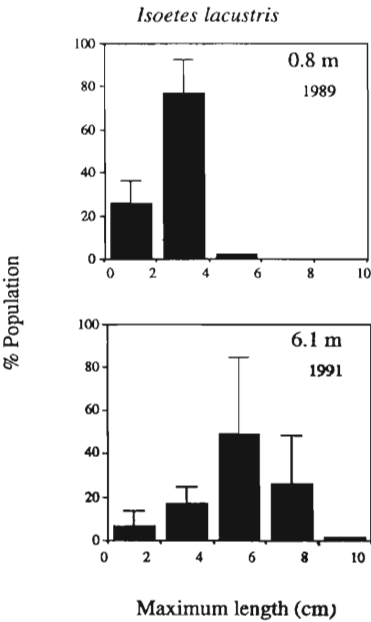 Isoetes lacustris
0.8 m
1989
100
80
60
40
20
0
0 2 4 6 8 10
% Population
6.1 m
1991
100
80
60
40
20
0
0 2 4 6 8 10
Maximum length (cm)